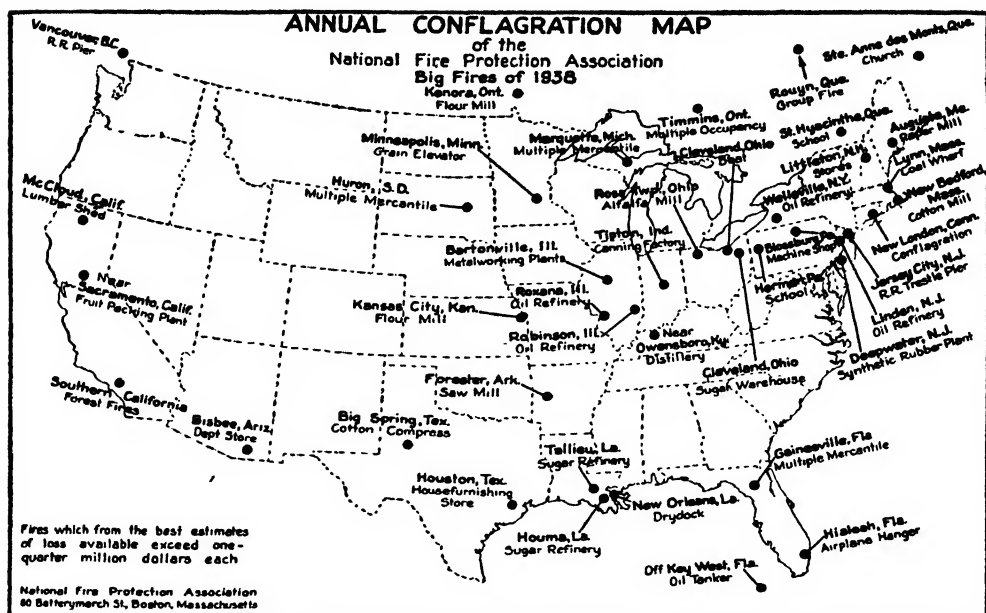 ANNUAL CONFLAGRATION MAP
of the
National Fire Protection Association
Big Fires of 1938
Vancouver, B.C.
R.R. Pier
Kenora, Ont.
Flour Mill
Ste. Anne des Monts, Que.
Church
Rouyn, Que.
Group Fire
Timmins, Ont.
Multiple Occupancy
St. Hyacinthe, Que.
School
Augusta, Me.
Paper Mill
Minneapolis, Minn.
Grain Elevator
Marquette, Mich.
Multiple Mercantile
Cleveland, Ohio
Boat
Littleton, N.H.
Stores
Lynn, Mass.
Coal Wharf
McCloud, Calif.
Lumber Shed
Huron, S.D.
Multiple Mercantile
Ross Twp., Ohio
Alfalfa Mill
Wellsville, N.Y.
Oil Refinery
New Bedford,
Mass.
Cotton Mill
Tipton, Ind.
Canning Factory
Blossburg, Pa.
Machine Shop
New London, Conn.
Conflagration
Bartonville, Ill.
Metalworking Plants
Herman, Pa.
School
Jersey City, N.J.
R.R. Trestle Pier
Near
Sacramento, Calif.
Fruit Packing Plant
Roxana, Ill.
Oil Refinery
Kansas City, Kan.
Flour Mill
Robinson, Ill.
Oil Refinery
Near
Owensboro, Ky.
Distillery
Linden, N.J.
Oil Refinery
Deepwater, N.J.
Synthetic Rubber Plant
Cleveland, Ohio
Sugar Warehouse
Southern California
Forest Fires
Forester, Ark.
Saw Mill
Bisbee, Ariz.
Dept Store
Big Spring, Tex.
Cotton Compress
Tallieu, La.
Sugar Refinery
Gainesville, Fla
Multiple Mercantile
Houston, Tex.
Housefurnishing
Store
New Orleans, La.
Drydock
Houma, La.
Sugar Refinery
Hialeah, Fla.
Airplane Hanger
Off Key West, Fla.
Oil Tanker
Fires which from the best estimates
of loss available exceed one-
quarter million dollars each
National Fire Protection Association
60 Batterymarch St., Boston, Massachusetts